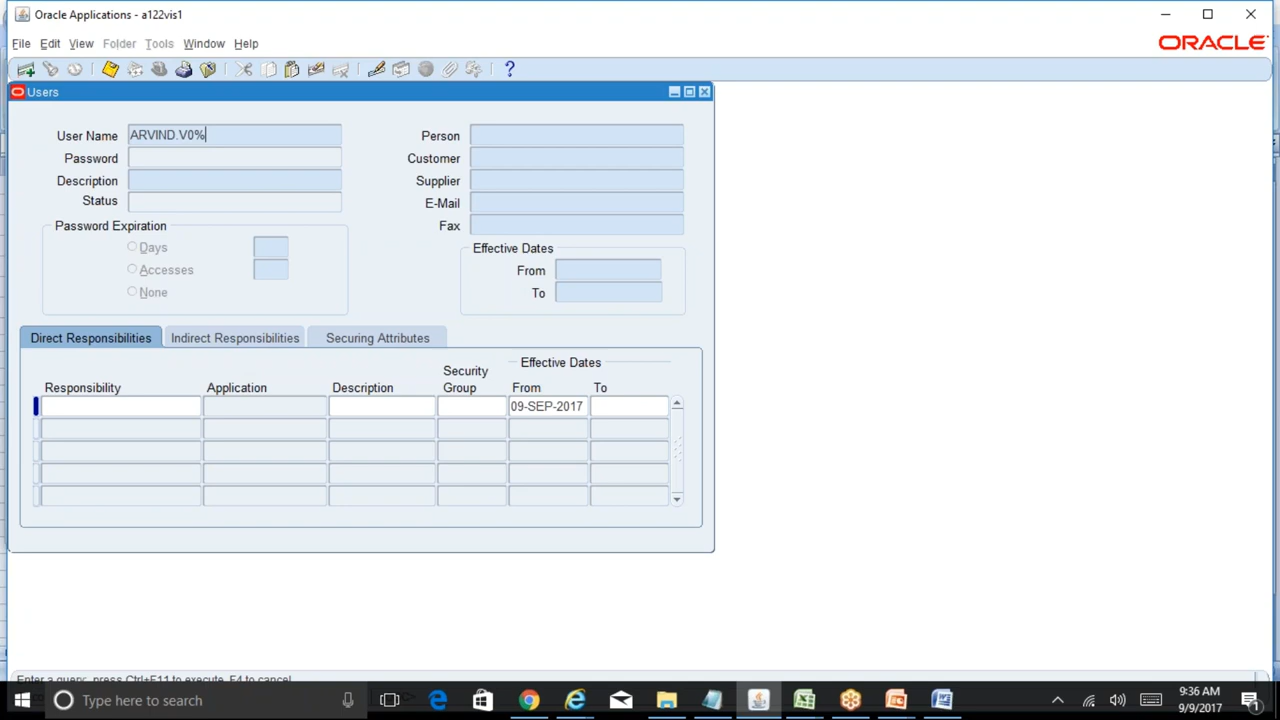 Oracle Applications - a122vis1
File Edit View Folder Tools Window Help
ORACLE
Users
User Name ARVIND.V0% Person
Password Customer
Description Supplier
Status E-Mail
Fax
Password Expiration
Days
Accesses
None
Effective Dates
From
To
Direct Responsibilities Indirect Responsibilities Securing Attributes
Effective Dates
Responsibility Application Description Security Group From To
09-SEP-2017
Enter a query; press Ctrl+F11 to execute, F4 to cancel.
Type here to search
9:36 AM
9/9/2017
1